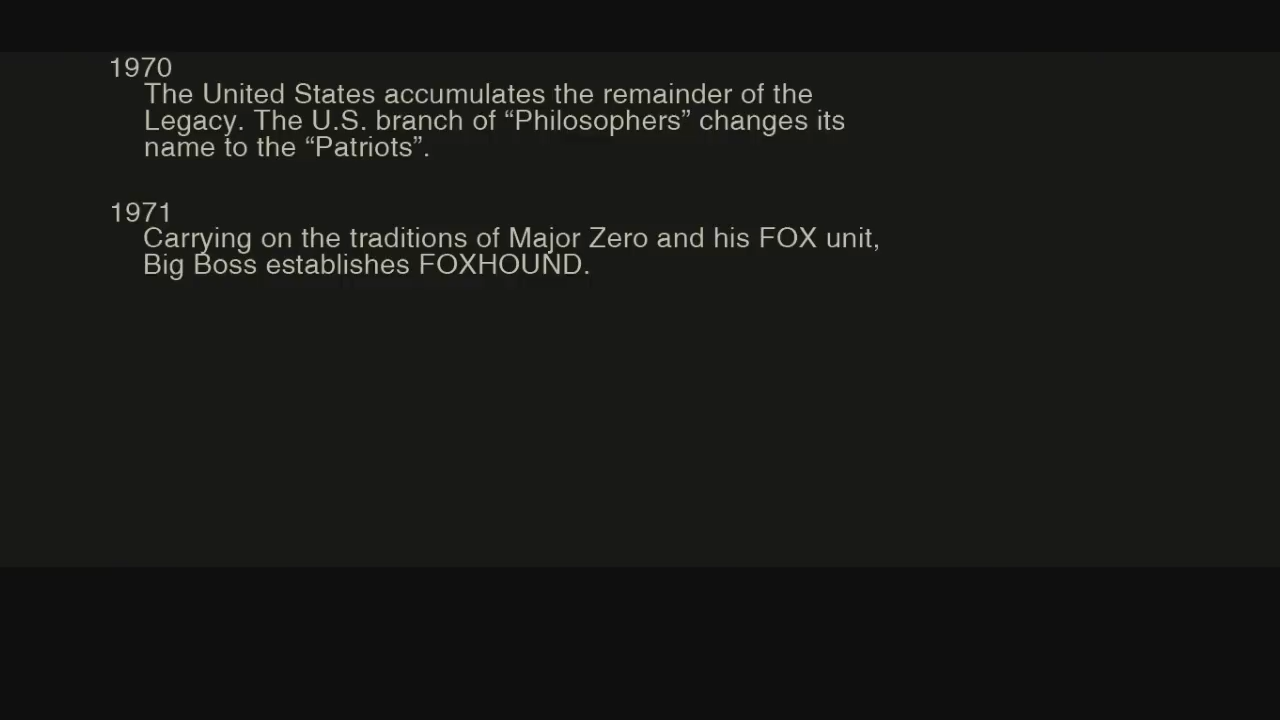 1970
The United States accumulates the remainder of the
Legacy. The U.S. branch of “Philosophers” changes its
name to the “Patriots”.
1971
Carrying on the traditions of Major Zero and his FOX unit,
Big Boss establishes FOXHOUND.